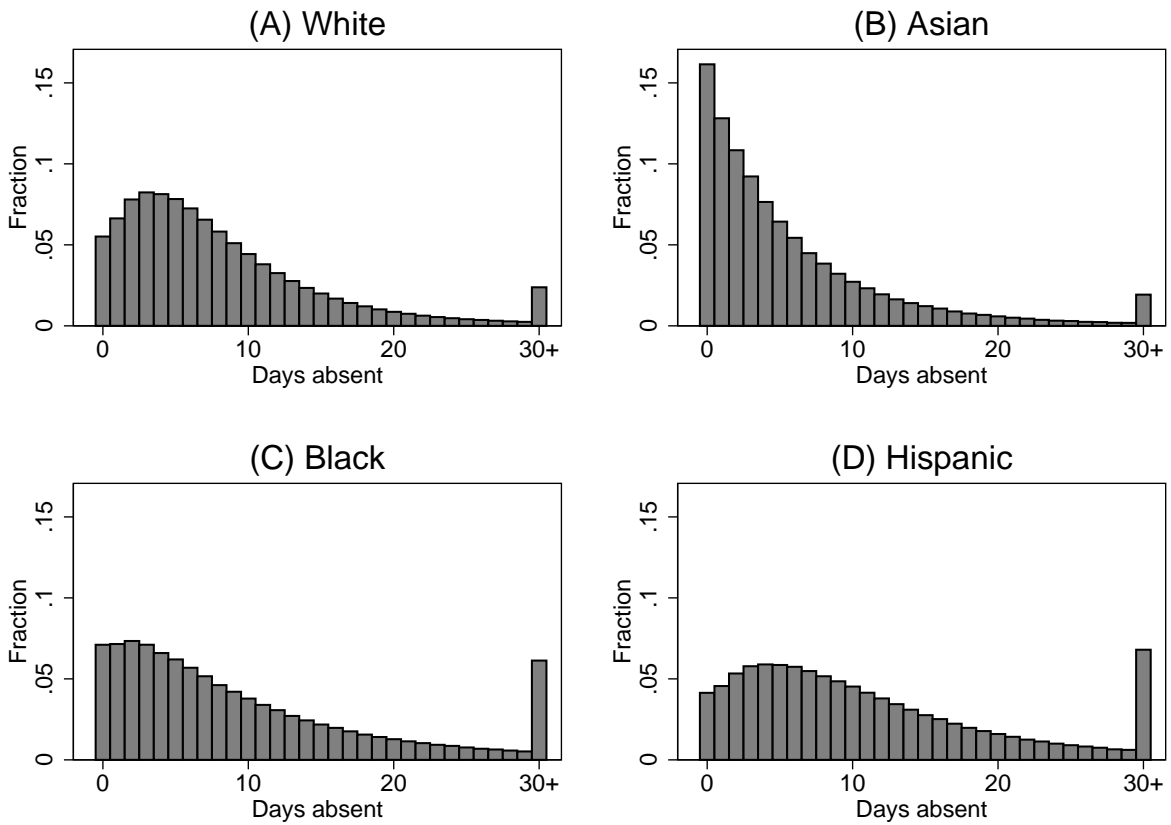 (A) White
Fraction
.15
.1
.05
0
0 10 20 30+
Days absent
(B) Asian
Fraction
.15
.1
.05
0
0 10 20 30+
Days absent
(C) Black
Fraction
.15
.1
.05
0
0 10 20 30+
Days absent
(D) Hispanic
Fraction
.15
.1
.05
0
0 10 20 30+
Days absent